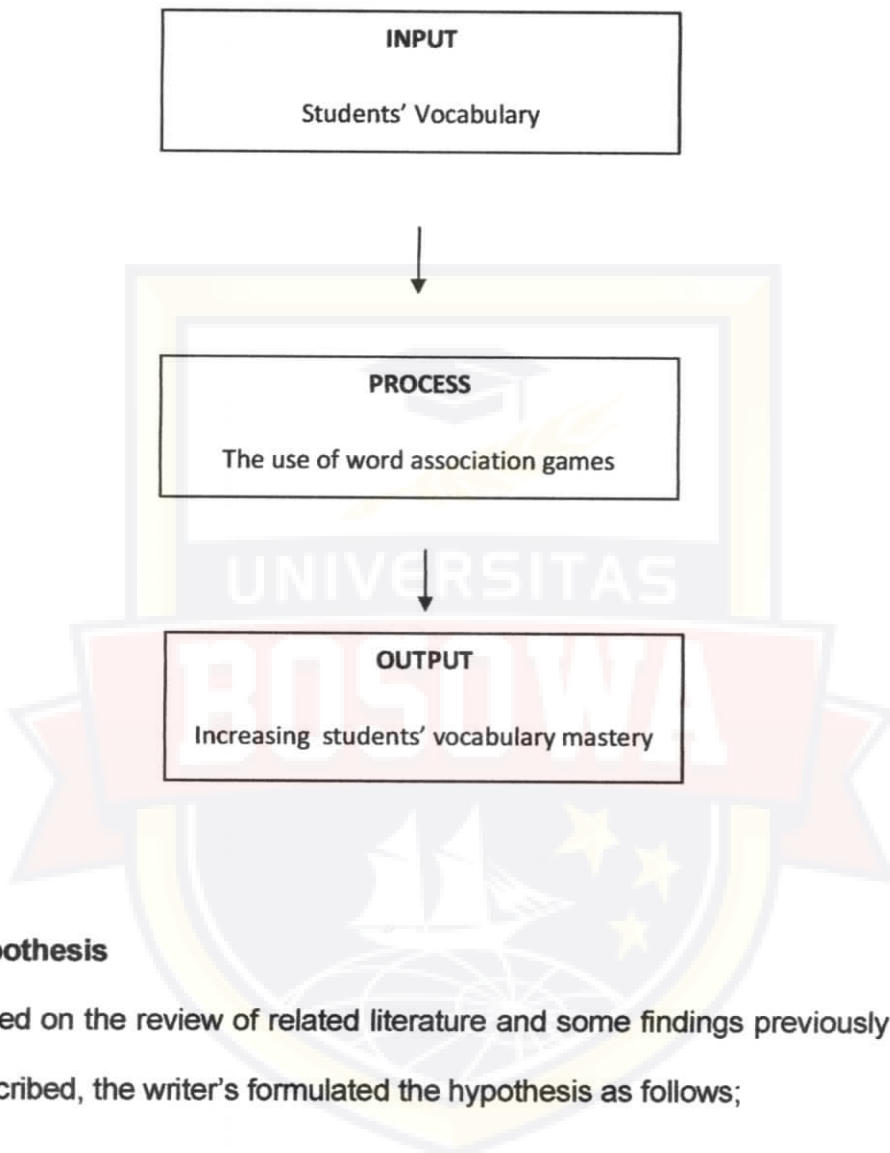 INPUT
Students' Vocabulary
PROCESS
The use of word association games
UNIVERSITAS
OUTPUT
BOSOWA
Increasing students' vocabulary mastery
pothesis
ed on the review of related literature and some findings previously
cribed, the writer's formulated the hypothesis as follows;